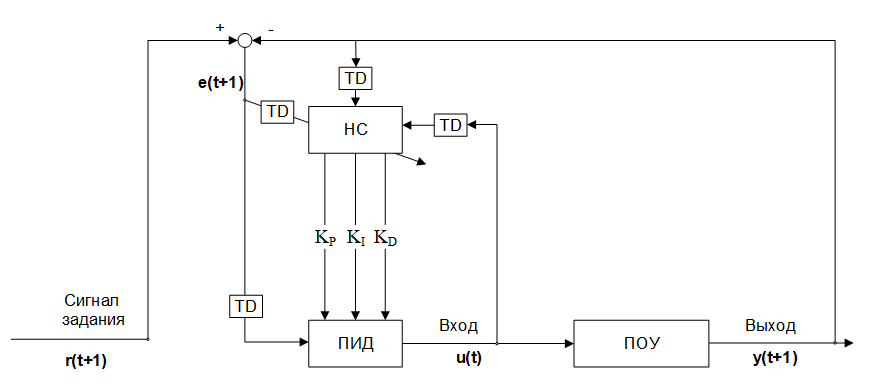 +
-
TD
e(t+1)
TD
НС
TD
K_P K_I K_D
TD
Сигнал
задания
r(t+1)
ПИД
Вход
u(t)
ПОУ
Выход
y(t+1)